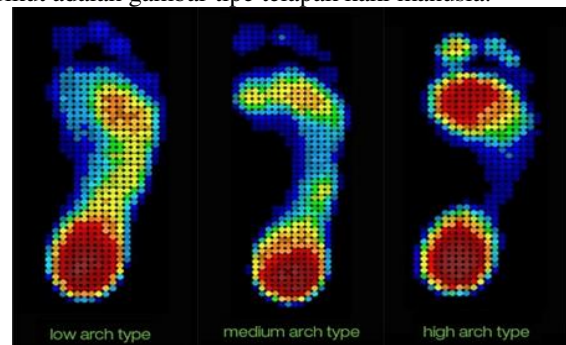 adalah gambar tipe telapak kaki manusia.
low arch type
medium arch type
high arch type